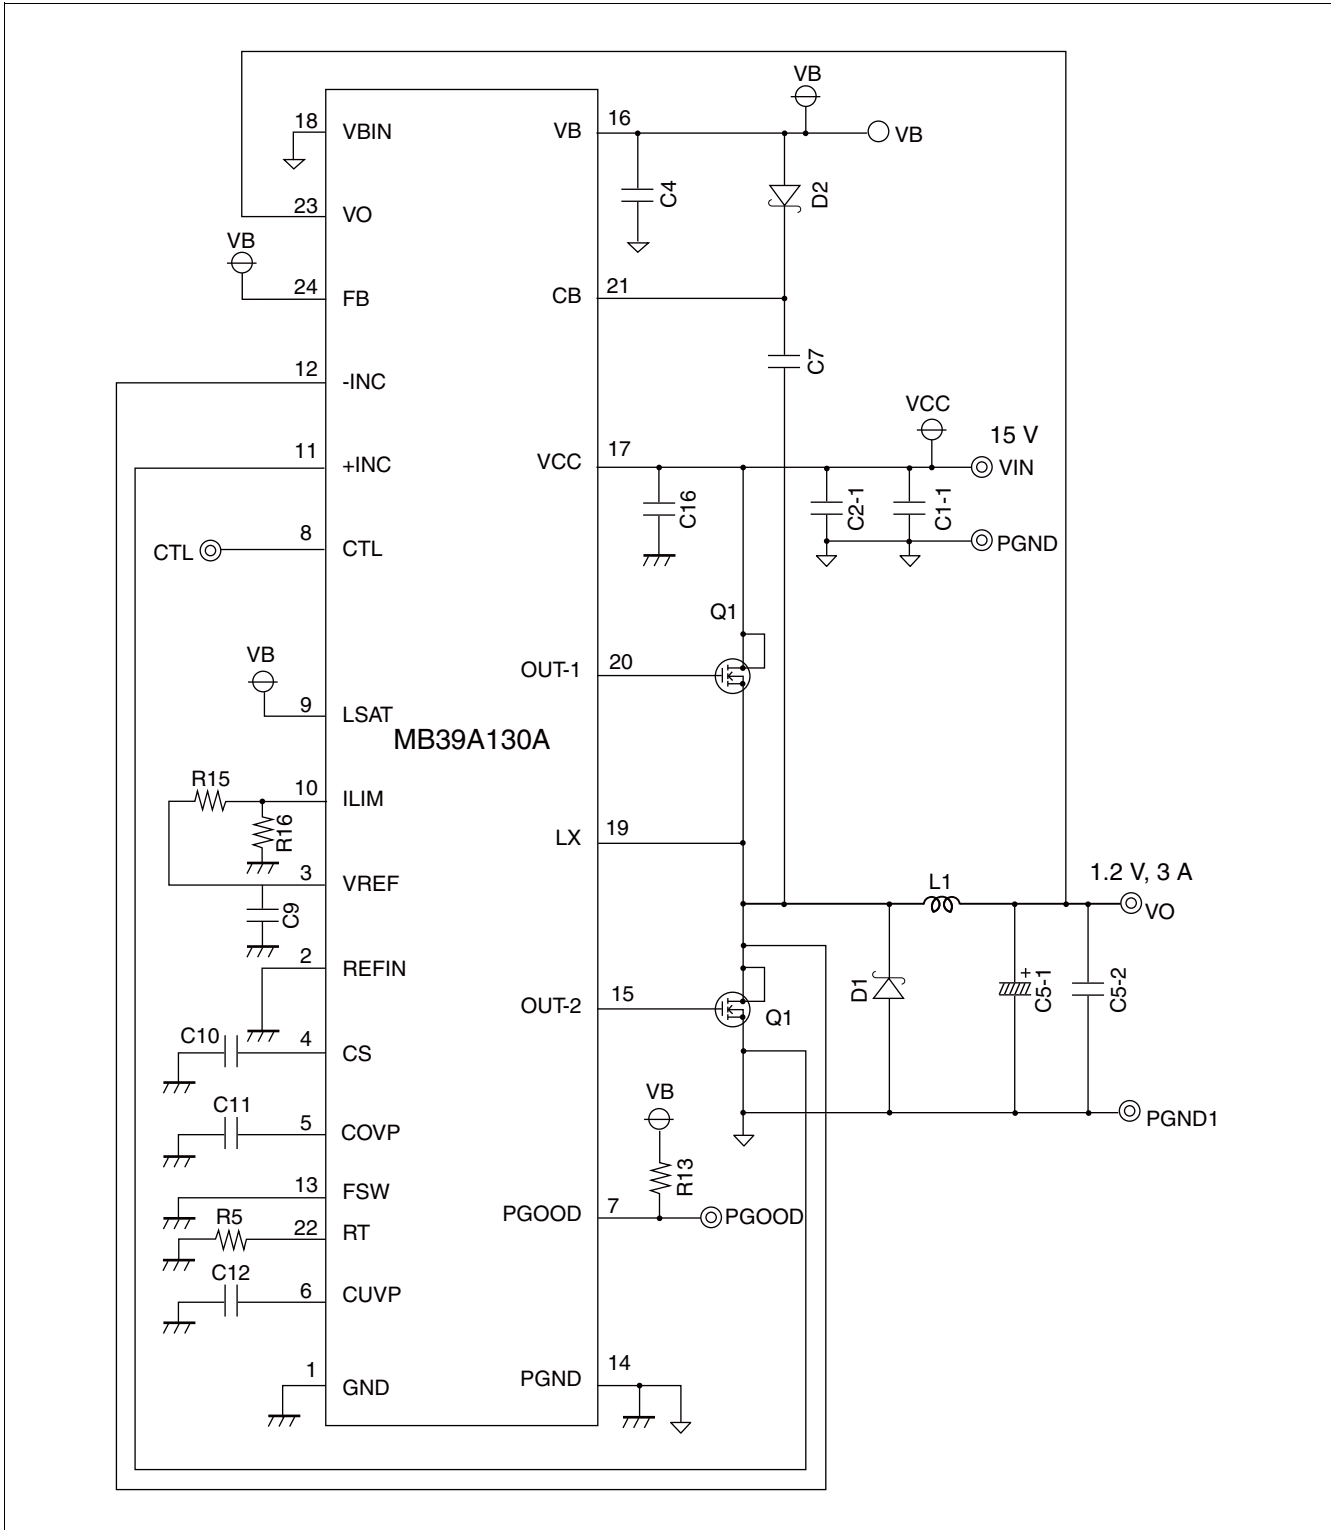 VB
18 VBIN
VB 16
VB
C4
D2
23 VO
VB
24 FB
CB 21
C7
12 -INC
VCC
15 V
11 +INC
VCC 17
VIN
C16
C2-1
C1-1
CTL
8 CTL
PGND
Q1
VB
OUT-1 20
9 LSAT
MB39A130A
R15
10 ILIM
R16
LX 19
3 VREF
L1
1.2 V, 3 A
VO
C9
2 REFIN
D1
+
C5-1
C5-2
OUT-2 15
Q1
C10
4 CS
VB
C11
5 COVP
PGND1
R13
13 FSW
PGOOD 7
PGOOD
R5
22 RT
C12
6 CUVP
1 GND
PGND 14